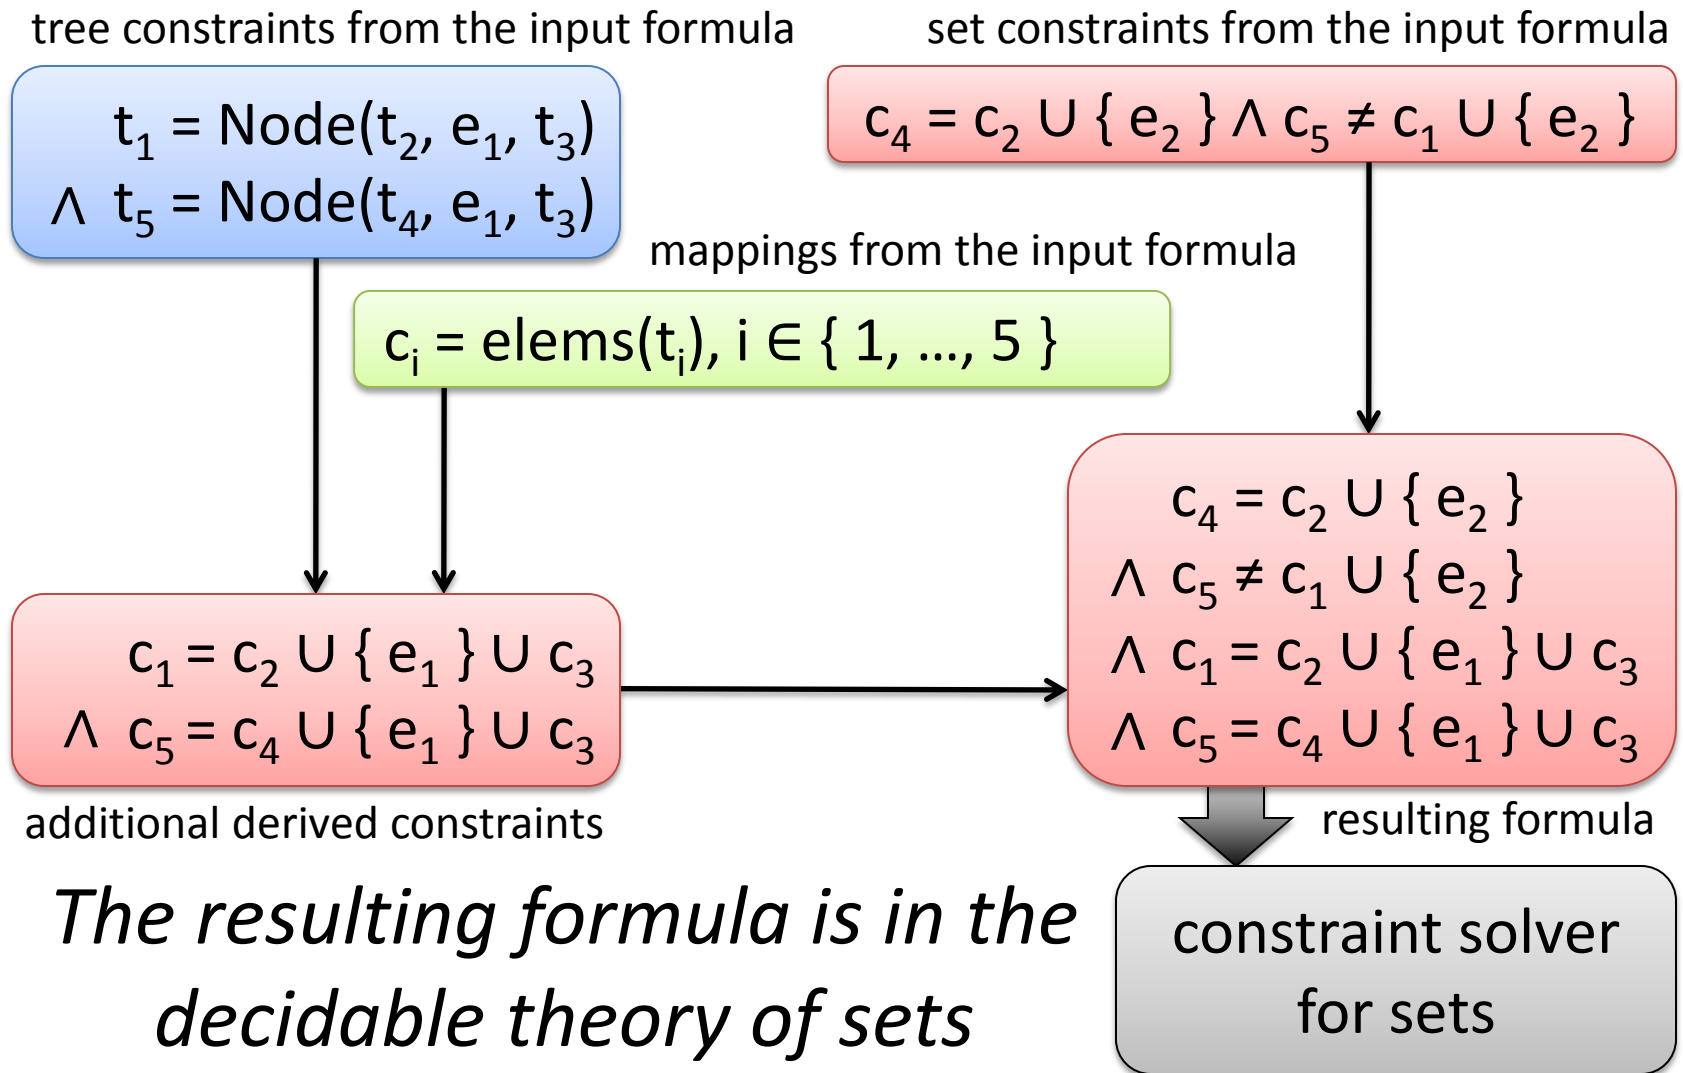 tree constraints from the input formula
t₁ = Node(t₂, e₁, t₃)
∧ t₅ = Node(t₄, e₁, t₃)
set constraints from the input formula
c₄ = c₂ ∪ { e₂ } ∧ c₅ ≠ c₁ ∪ { e₂ }
mappings from the input formula
cᵢ = elems(tᵢ), i ∈ { 1, …, 5 }
c₁ = c₂ ∪ { e₁ } ∪ c₃
∧ c₅ = c₄ ∪ { e₁ } ∪ c₃
additional derived constraints
c₄ = c₂ ∪ { e₂ }
∧ c₅ ≠ c₁ ∪ { e₂ }
∧ c₁ = c₂ ∪ { e₁ } ∪ c₃
∧ c₅ = c₄ ∪ { e₁ } ∪ c₃
resulting formula
The resulting formula is in the
decidable theory of sets
constraint solver
for sets